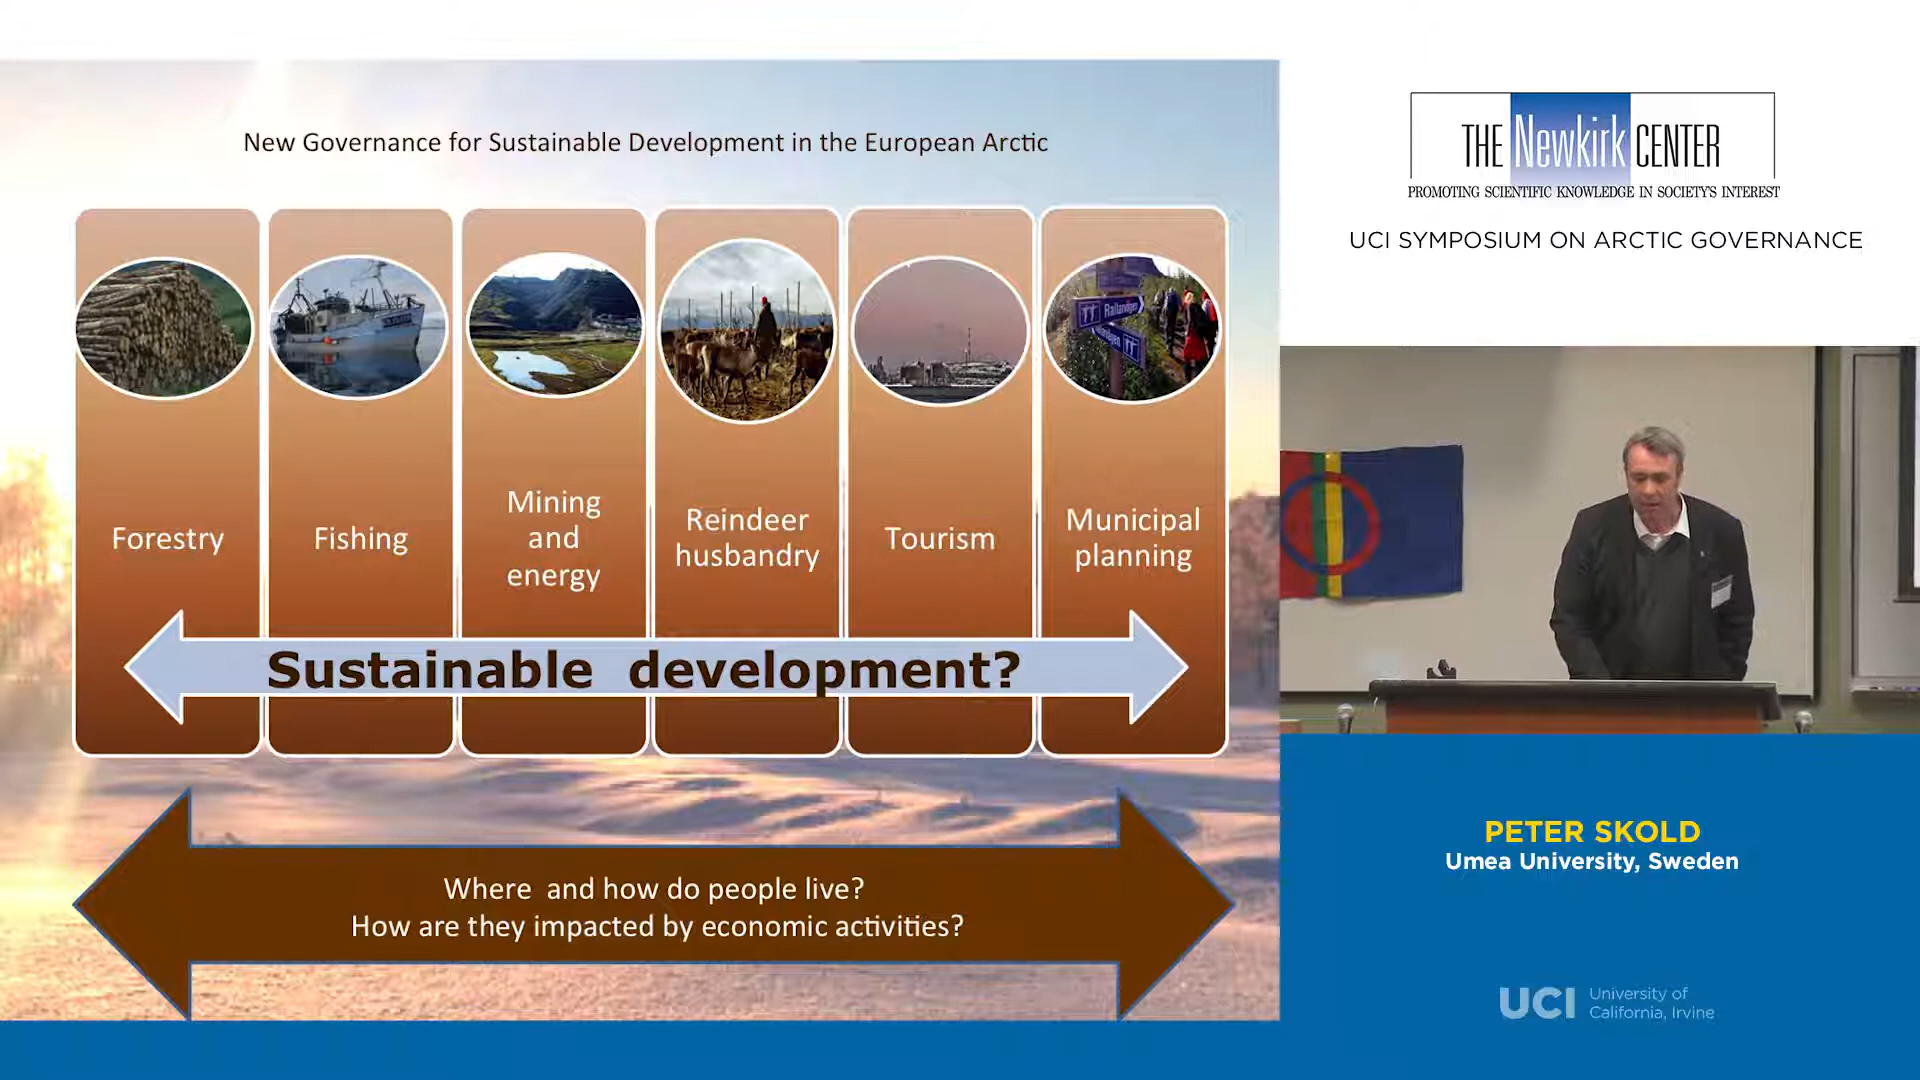 New Governance for Sustainable Development in the European Arctic
Forestry
Fishing
Mining
and
energy
Reindeer
husbandry
Tourism
Rallarvägen
Municipal
planning
Sustainable development?
Where and how do people live?
How are they impacted by economic activities?
THE Newkirk CENTER
PROMOTING SCIENTIFIC KNOWLEDGE IN SOCIETY'S INTEREST
UCI SYMPOSIUM ON ARCTIC GOVERNANCE
PETER SKOLD
Umea University, Sweden
UCI
University of
California, Irvine